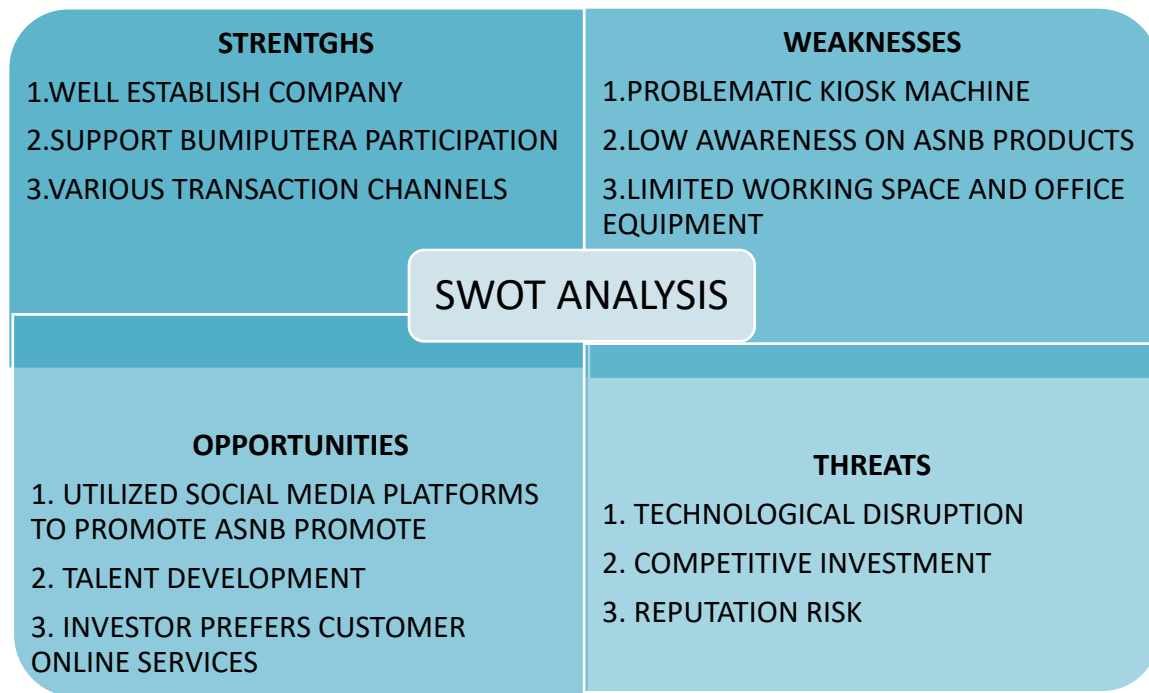 STRENTGHS
1.WELL ESTABLISH COMPANY
2.SUPPORT BUMIPUTERA PARTICIPATION
3.VARIOUS TRANSACTION CHANNELS
WEAKNESSES
1.PROBLEMATIC KIOSK MACHINE
2.LOW AWARENESS ON ASNB PRODUCTS
3.LIMITED WORKING SPACE AND OFFICE
EQUIPMENT
SWOT ANALYSIS
OPPORTUNITIES
1. UTILIZED SOCIAL MEDIA PLATFORMS
TO PROMOTE ASNB PROMOTE
2. TALENT DEVELOPMENT
3. INVESTOR PREFERS CUSTOMER
ONLINE SERVICES
THREATS
1. TECHNOLOGICAL DISRUPTION
2. COMPETITIVE INVESTMENT
3. REPUTATION RISK